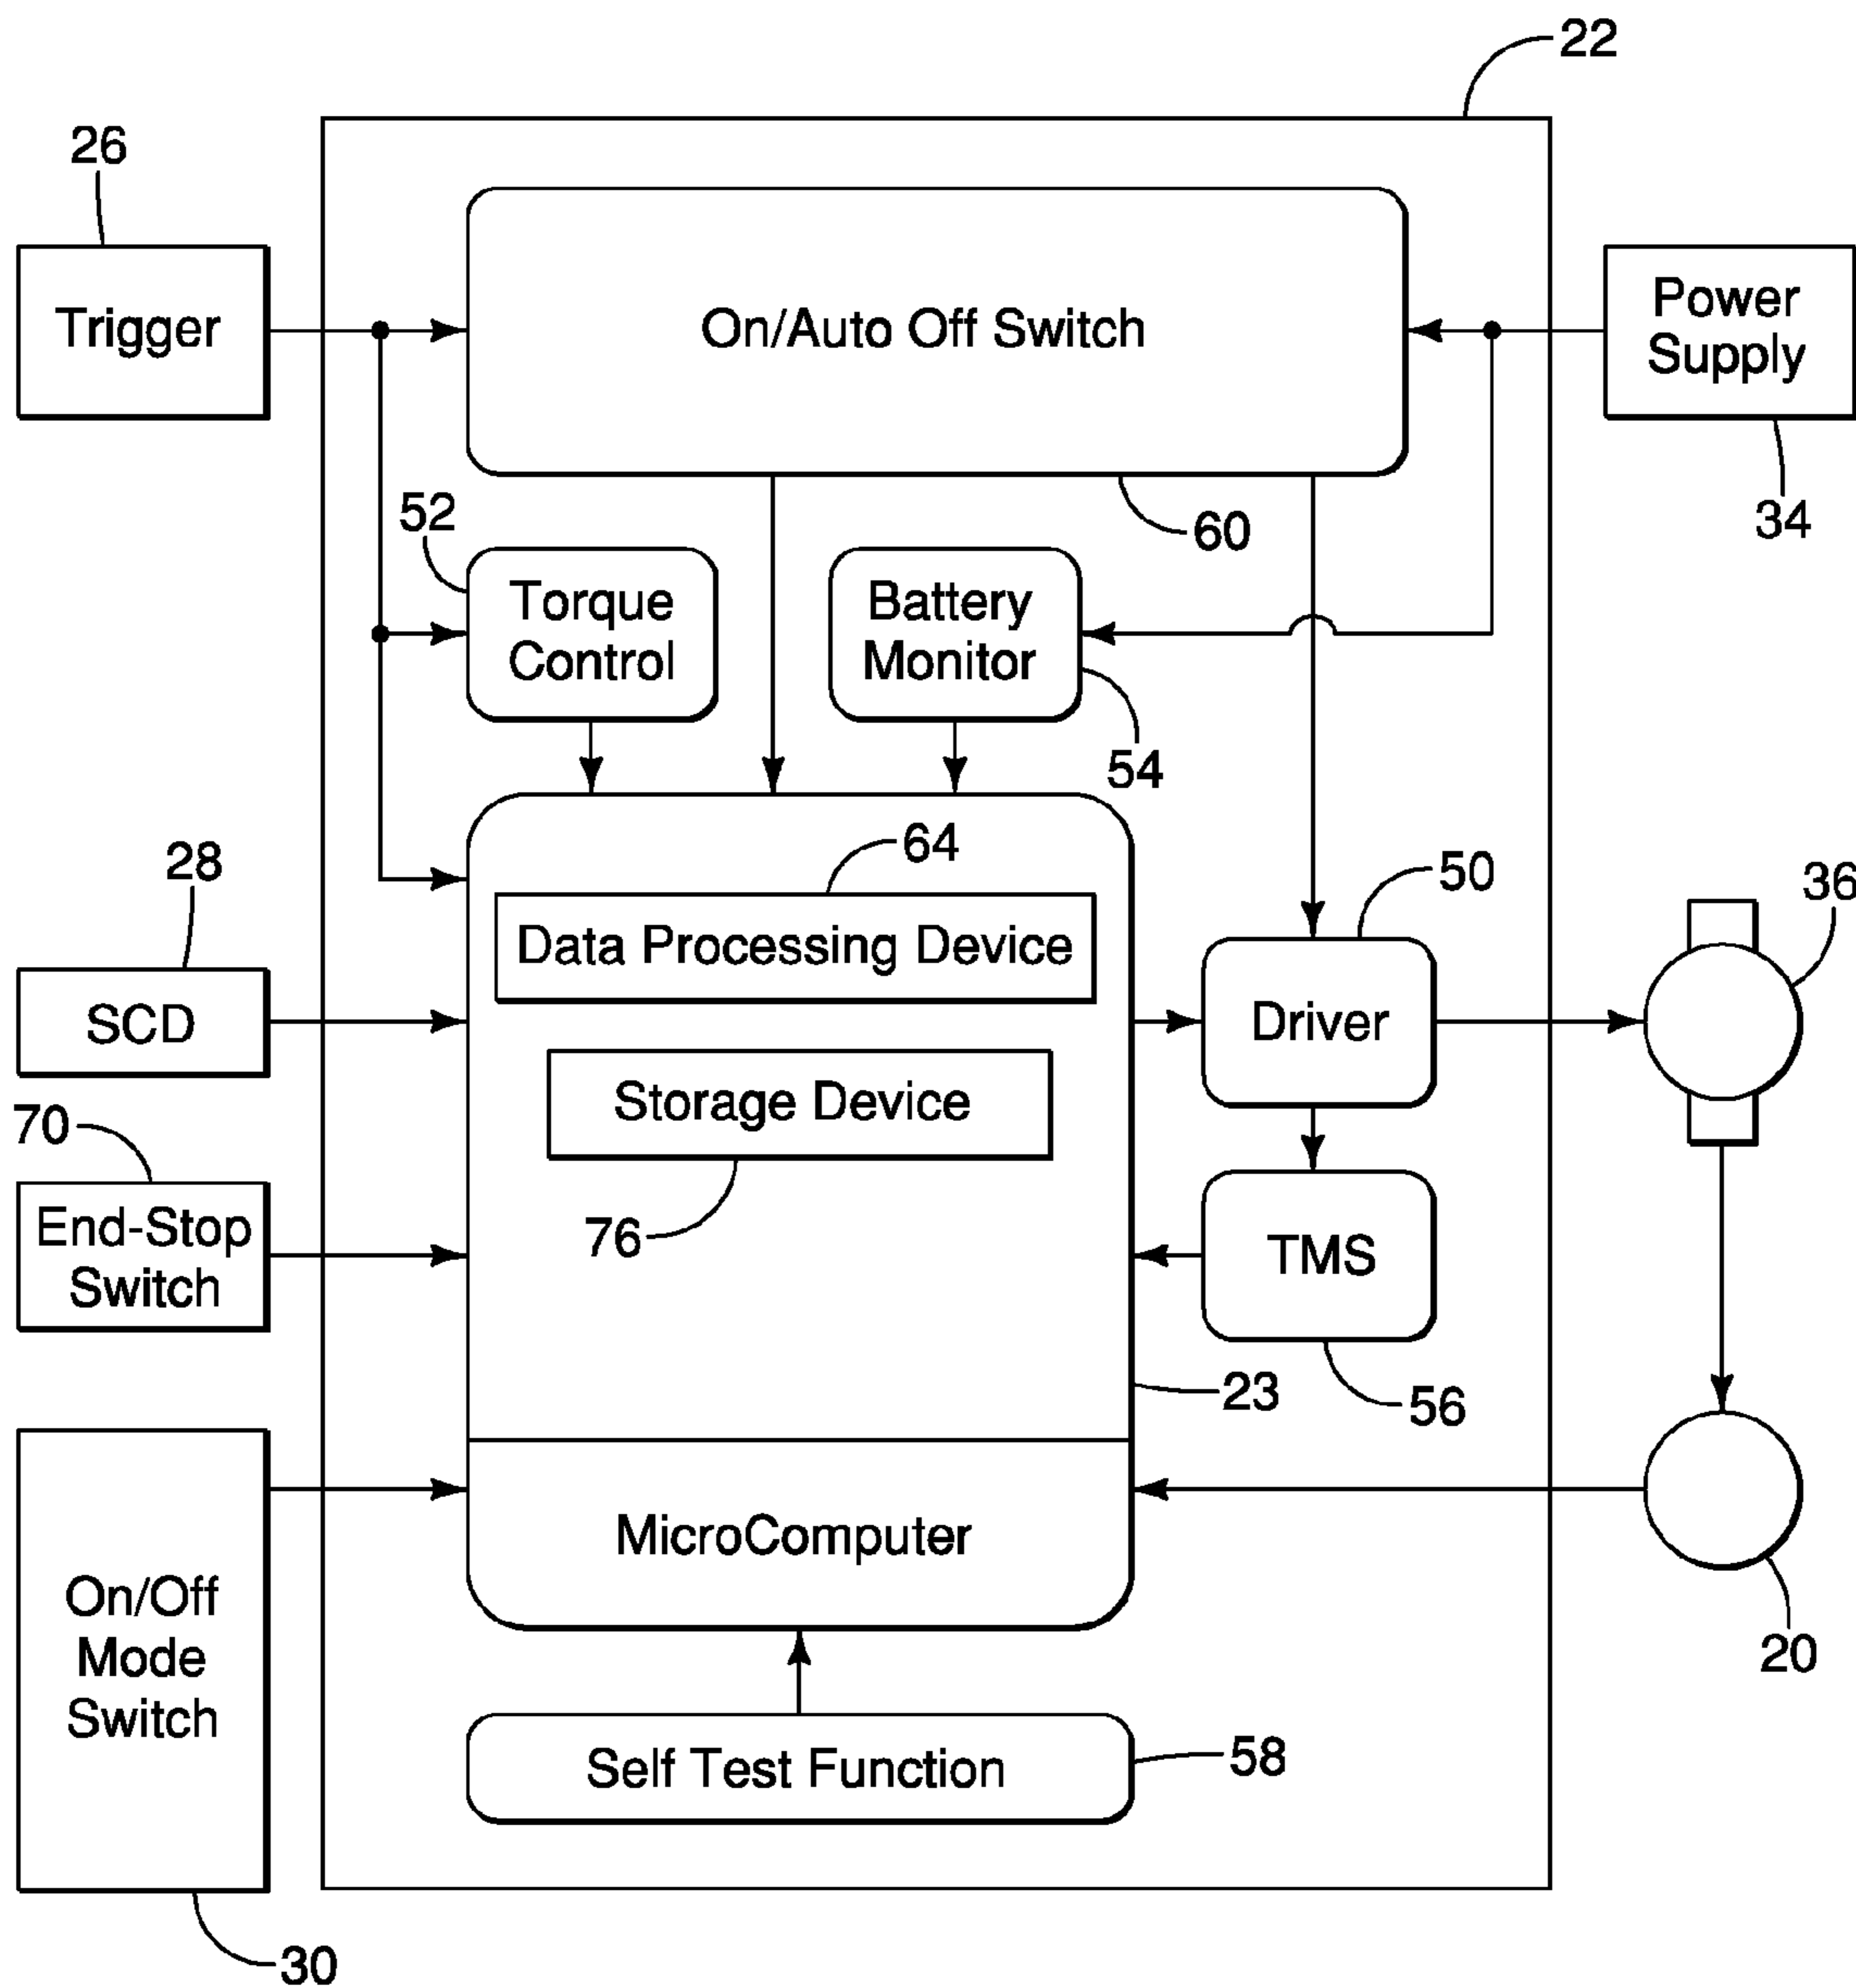 22
26
Trigger
On/Auto Off Switch
Power
Supply
34
60
52
Torque
Control
Battery
Monitor
54
64
28
50
36
Data Processing Device
SCD
Driver
Storage Device
70
End-Stop
Switch
76
TMS
23
56
MicroComputer
On/Off
Mode
Switch
20
Self Test Function
58
30